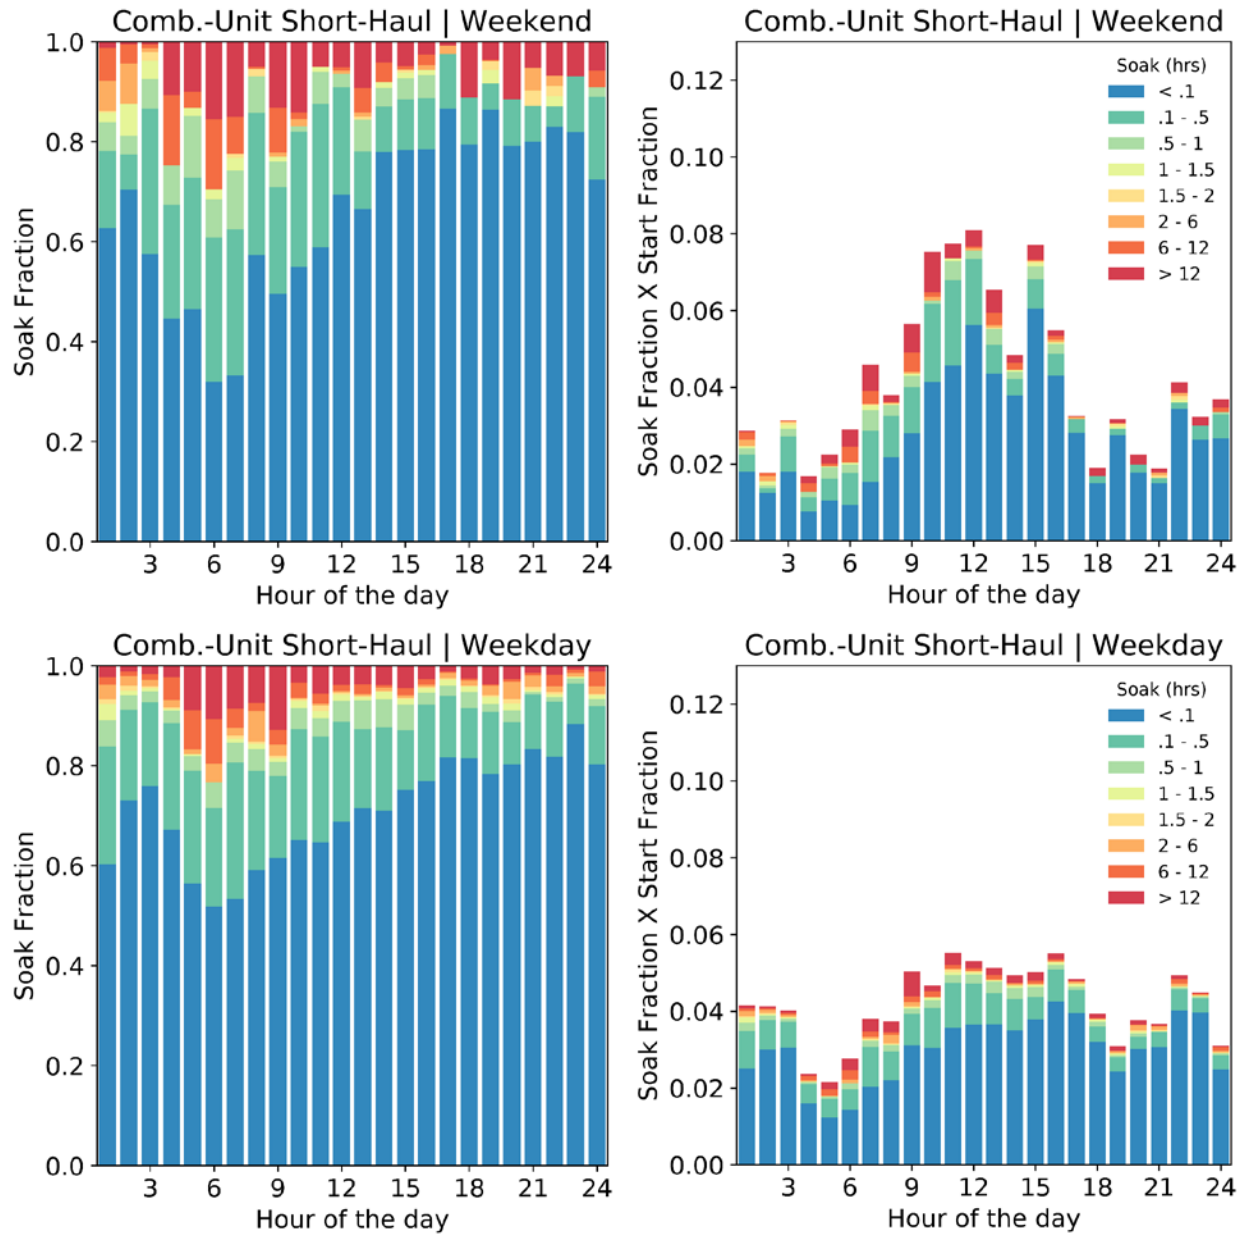 Comb.-Unit Short-Haul | Weekend
1.0
0.8
0.6
0.4
0.2
0.0
Soak Fraction
3 6 9 12 15 18 21 24
Hour of the day
Comb.-Unit Short-Haul | Weekend
0.12
0.10
0.08
0.06
0.04
0.02
0.00
Soak Fraction X Start Fraction
Soak (hrs)
< .1
.1 - .5
.5 - 1
1 - 1.5
1.5 - 2
2 - 6
6 - 12
> 12
3 6 9 12 15 18 21 24
Hour of the day
Comb.-Unit Short-Haul | Weekday
1.0
0.8
0.6
0.4
0.2
0.0
Soak Fraction
3 6 9 12 15 18 21 24
Hour of the day
Comb.-Unit Short-Haul | Weekday
0.12
0.10
0.08
0.06
0.04
0.02
0.00
Soak Fraction X Start Fraction
Soak (hrs)
< .1
.1 - .5
.5 - 1
1 - 1.5
1.5 - 2
2 - 6
6 - 12
> 12
3 6 9 12 15 18 21 24
Hour of the day